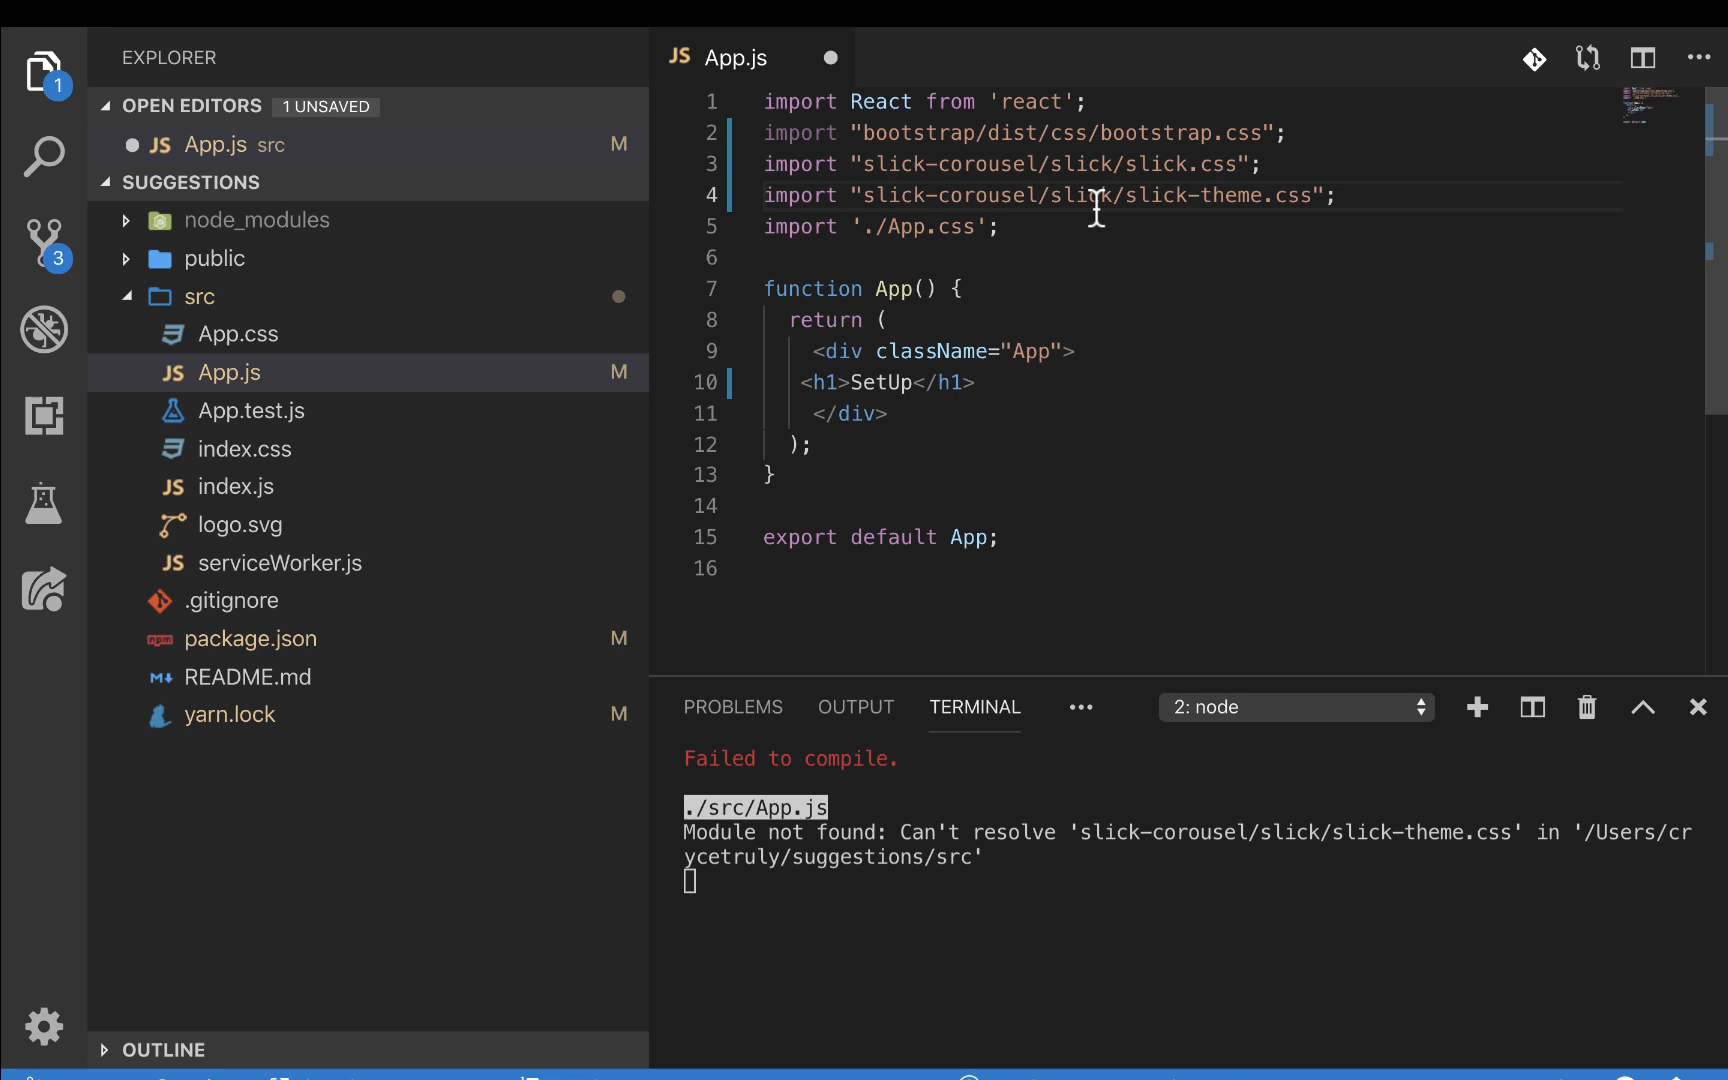 EXPLORER
OPEN EDITORS 1 UNSAVED
JS App.js src M
SUGGESTIONS
node_modules
public
src
App.css
JS App.js M
App.test.js
index.css
JS index.js
logo.svg
JS serviceWorker.js
.gitignore
npm package.json M
M README.md
yarn.lock M
OUTLINE
1
3
JS App.js
1 import React from 'react';
2 import "bootstrap/dist/css/bootstrap.css";
3 import "slick-corousel/slick/slick.css";
4 import "slick-corousel/slick/slick-theme.css";
5 import './App.css';
6
7 function App() {
8 return (
9 <div className="App">
10 <h1>SetUp</h1>
11 </div>
12 );
13 }
14
15 export default App;
16
PROBLEMS OUTPUT TERMINAL ••• 2: node
Failed to compile.
./src/App.js
Module not found: Can't resolve 'slick-corousel/slick/slick-theme.css' in '/Users/cr
ycetruly/suggestions/src'